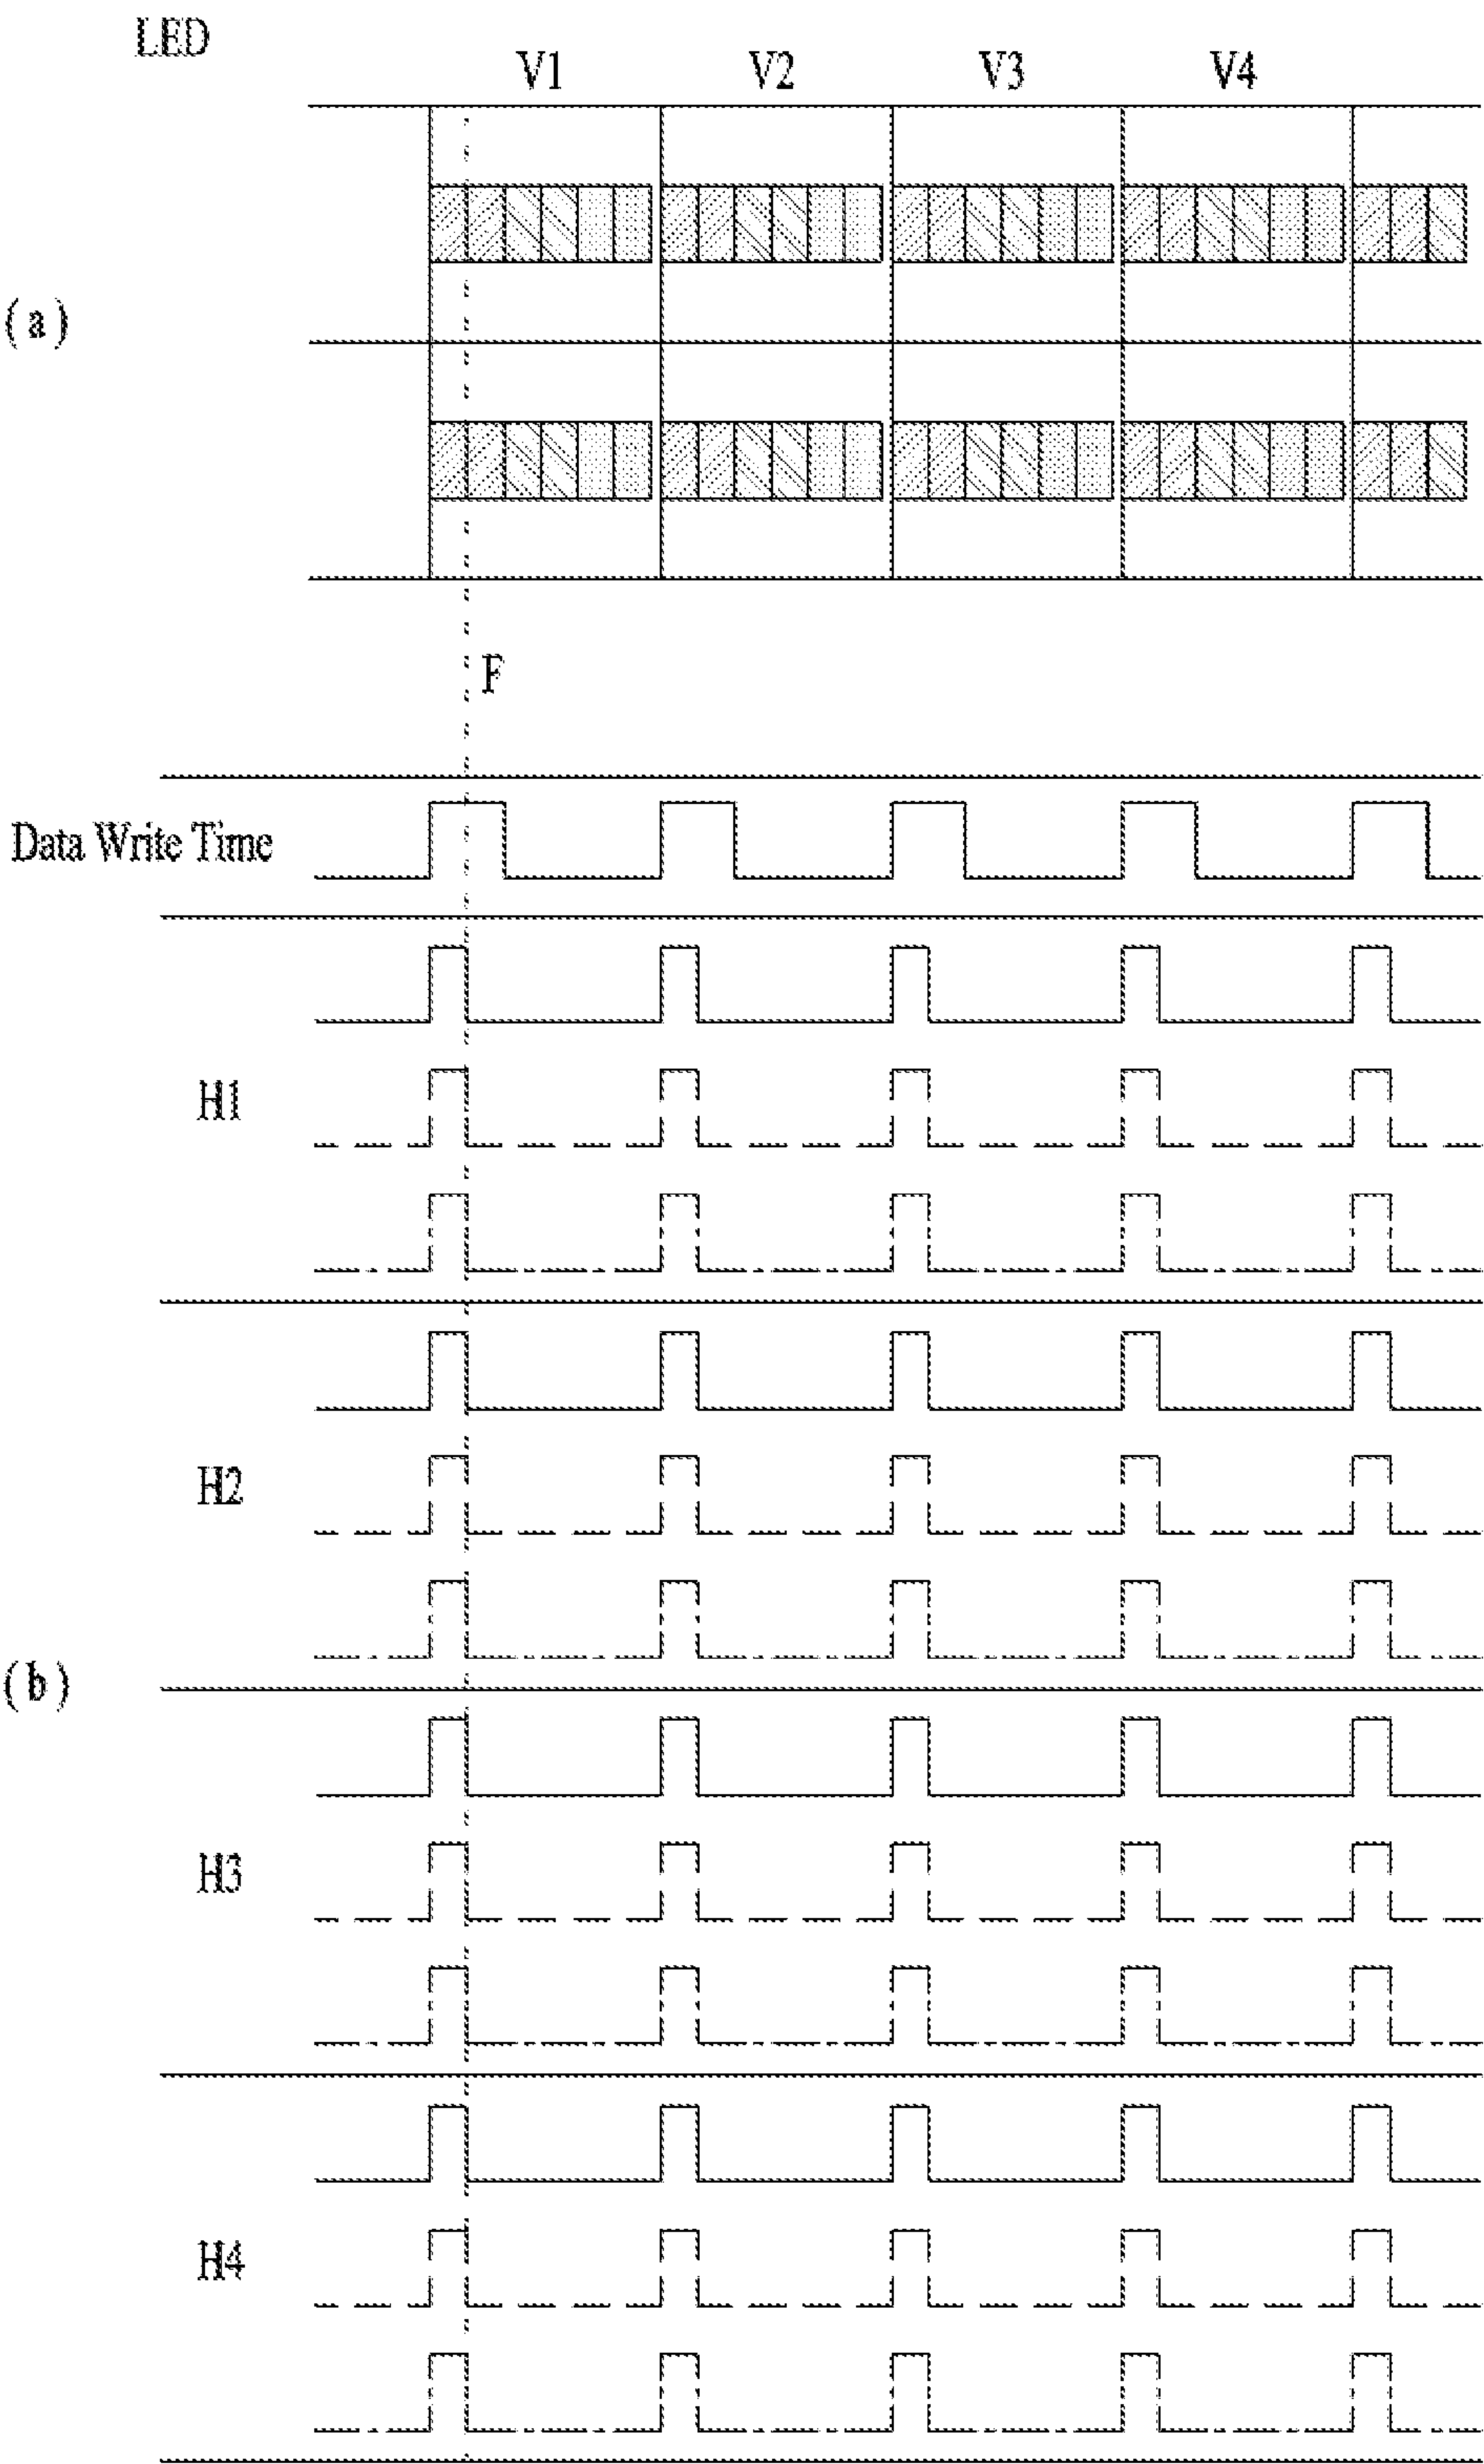 LED
V1 V2 V3 V4
(a)
F
Data Write Time
H1
H2
(b)
H3
H4